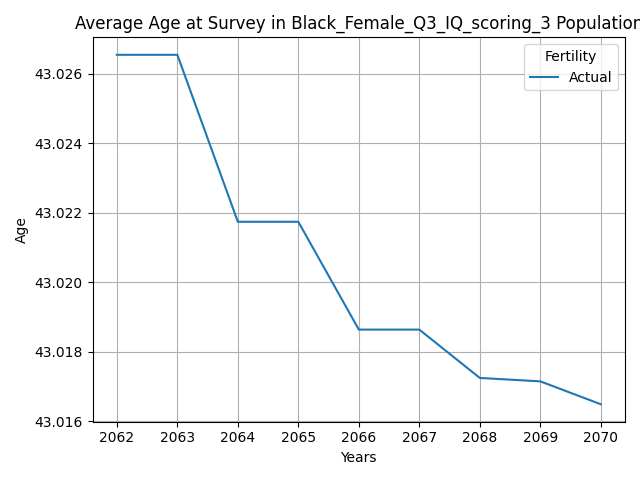 Average Age at Survey in Black_Female_Q3_IQ_scoring_3 Population
Fertility
Actual
43.026
43.024
43.022
43.020
43.018
43.016
Age
2062 2063 2064 2065 2066 2067 2068 2069 2070
Years